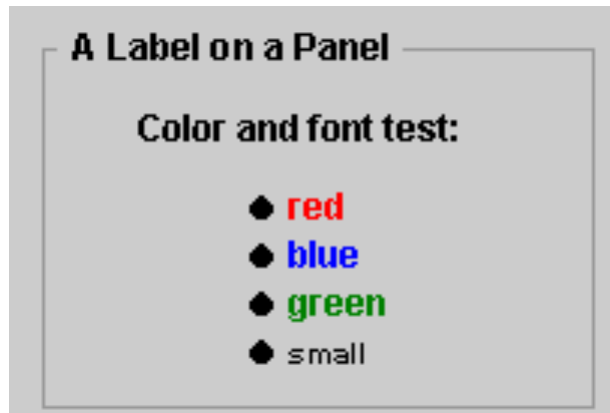 A Label on a Panel
Color and font test:
red
blue
green
small